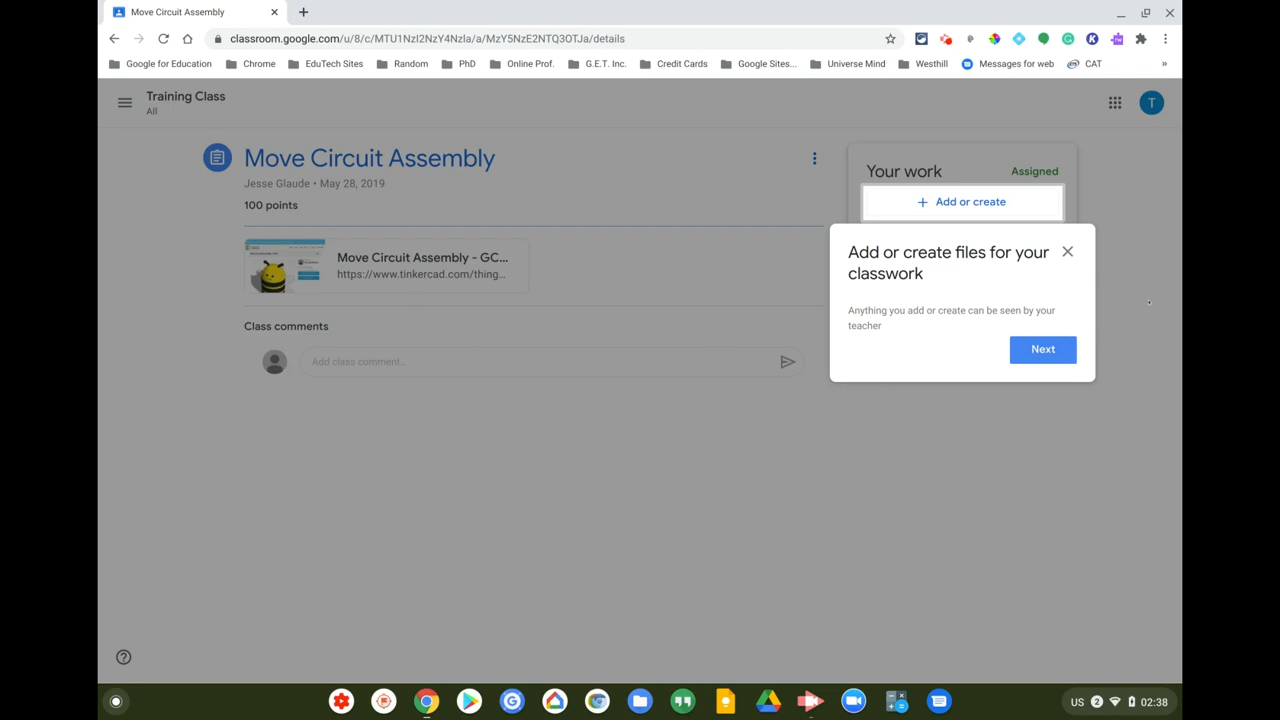 Move Circuit Assembly
classroom.google.com/u/8/c/MTU1NzI2NzY4NzIa/a/MzY5NzE2NTQ3OTJa/details
Google for Education
Chrome
EduTech Sites
Random
PhD
Online Prof.
G.E.T. Inc.
Credit Cards
Google Sites...
Universe Mind
Westhill
Messages for web
CAT
»
Training Class
All
T
Move Circuit Assembly
Jesse Glaude • May 28, 2019
100 points
Move Circuit Assembly - GC...
https://www.tinkercad.com/thing...
Class comments
Add class comment...
Your work
Assigned
+ Add or create
Add or create files for your
classwork
Anything you add or create can be seen by your
teacher
Next
US 2 02:38